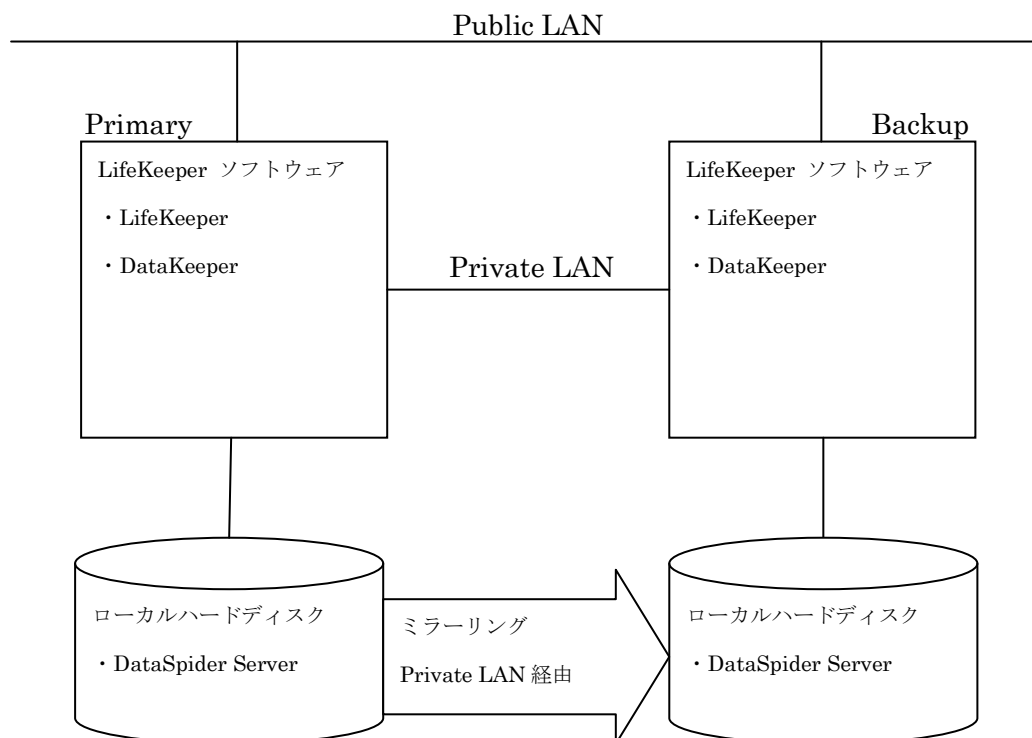 Public LAN
Primary
Backup
LifeKeeper ソフトウェア
・LifeKeeper
・DataKeeper
Private LAN
LifeKeeper ソフトウェア
・LifeKeeper
・DataKeeper
ローカルハードディスク
・DataSpider Server
ミラーリング
Private LAN 経由
ローカルハードディスク
・DataSpider Server